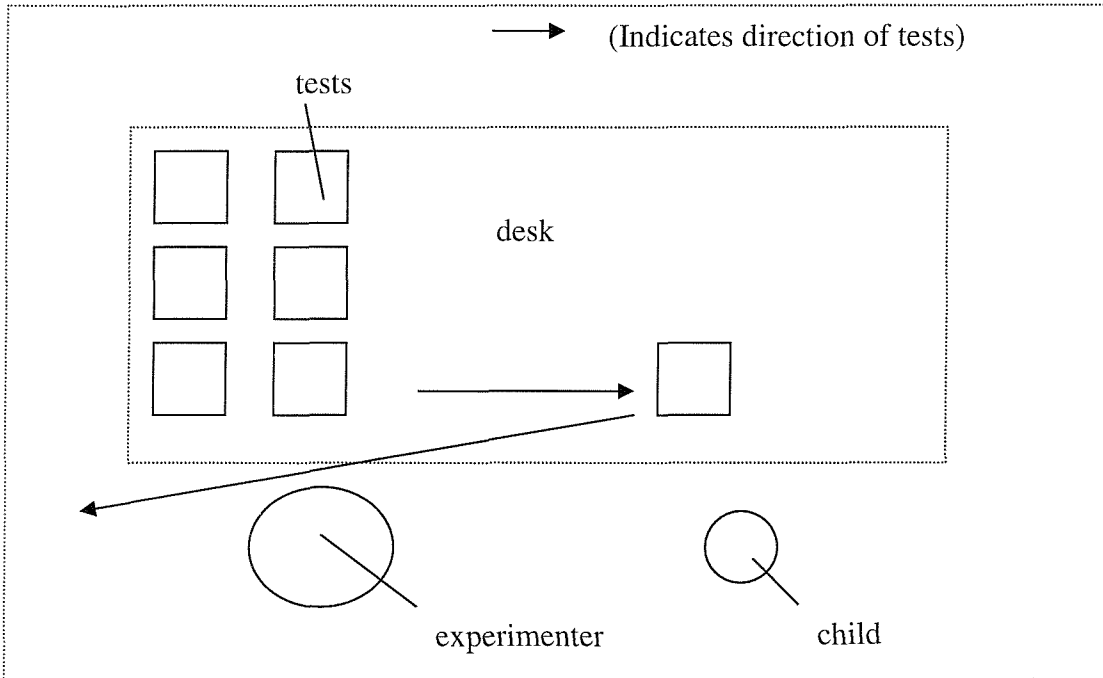 (Indicates direction of tests)
tests
desk
experimenter
child